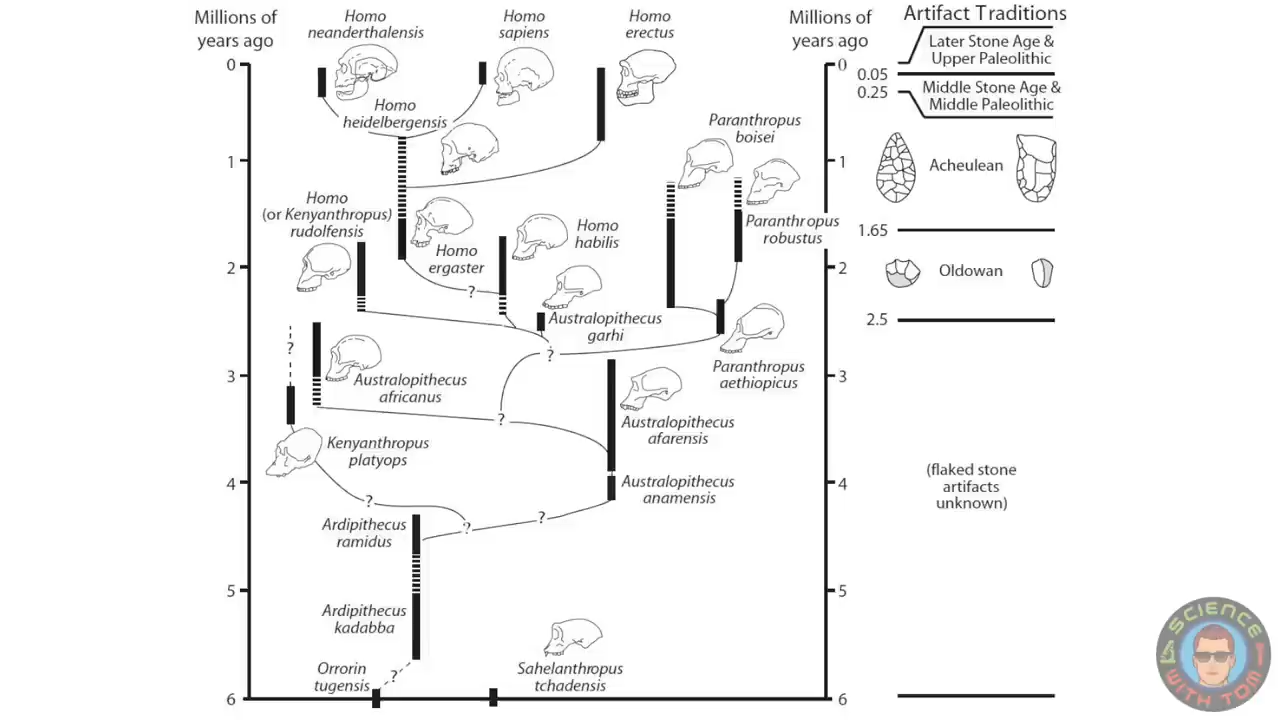 Millions of
years ago
Homo
neanderthalensis
Homo
sapiens
Homo
erectus
Millions of
years ago
Artifact Traditions
Later Stone Age &
Upper Paleolithic
0
0
0.05
0.25
Middle Stone Age &
Middle Paleolithic
Homo
heidelbergensis
Paranthropus
boisei
1
1
Acheulean
Homo
(or Kenyanthropus)
rudolfensis
Homo
ergaster
Homo
habilis
Paranthropus
robustus
1.65
2
2
Oldowan
?
Australopithecus
garhi
2.5
?
?
Paranthropus
aethiopicus
3
3
Australopithecus
africanus
?
Australopithecus
afarensis
Kenyanthropus
platyops
4
4
Australopithecus
anamensis
(flaked stone
artifacts
unknown)
?
?
?
Ardipithecus
ramidus
5
5
Ardipithecus
kadabba
Orrorin
tugensis
?
Sahelanthropus
tchadensis
6
6
SCIENCE
WITH TOM